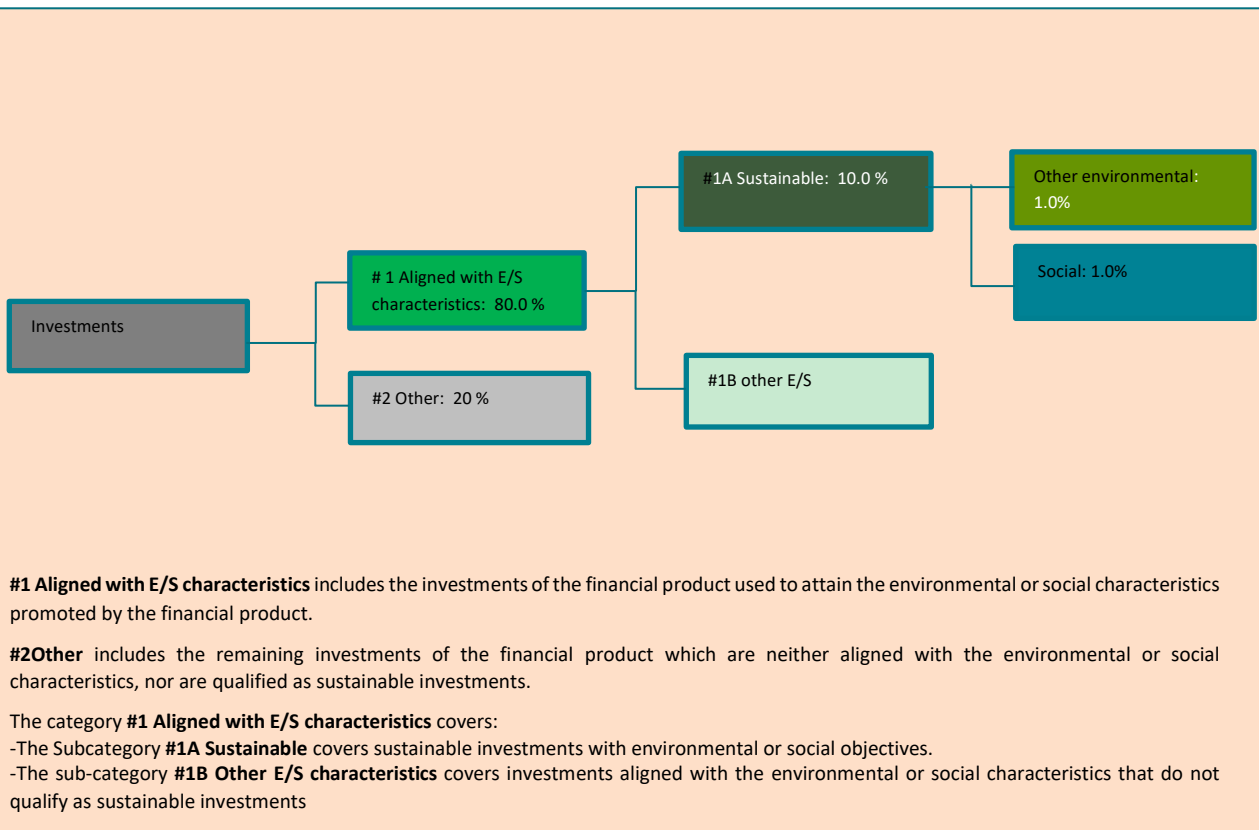 Investments
# 1 Aligned with E/S
characteristics:  80.0 %
#2 Other:  20 %
#1A Sustainable:  10.0 %
#1B other E/S
Other environmental:
1.0%
Social: 1.0%
#1 Aligned with E/S characteristics includes the investments of the financial product used to attain the environmental or social characteristics
promoted by the financial product.
#2Other includes the remaining investments of the financial product which are neither aligned with the environmental or social
characteristics, nor are qualified as sustainable investments.
The category #1 Aligned with E/S characteristics covers:
-The Subcategory #1A Sustainable covers sustainable investments with environmental or social objectives.
-The sub-category #1B Other E/S characteristics covers investments aligned with the environmental or social characteristics that do not
qualify as sustainable investments